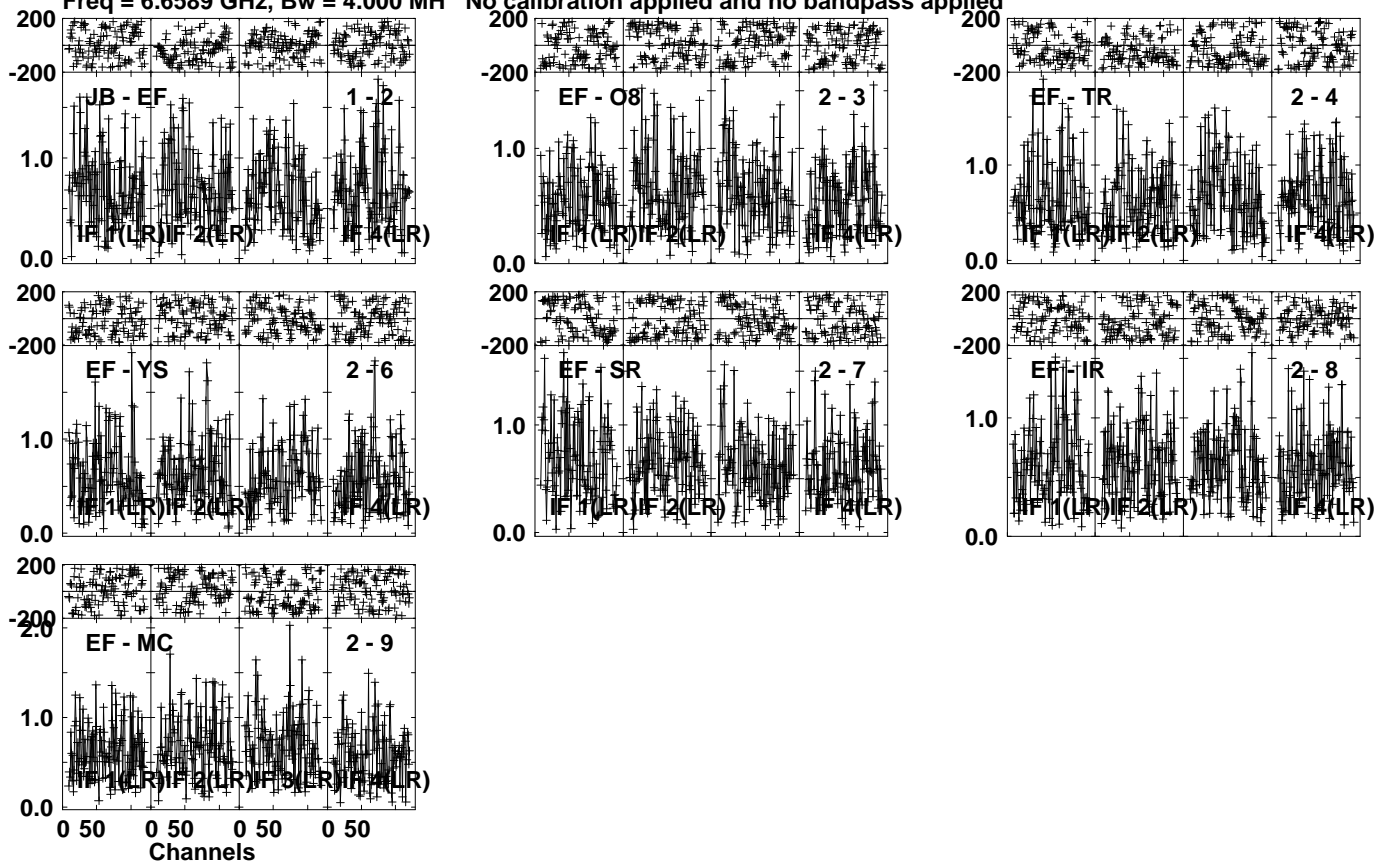 Freq = 6.6589 GHz, Bw = 4.000 MH No calibration applied and no bandpass applied
200
-200
JB - EF 1 - 2
1.0
IF 1(LR) IF 2(LR) IF 4(LR)
0.0
200
-200
EF - O8 2 - 3
1.0
IF 1(LR) IF 2(LR) IF 4(LR)
0.0
200
-200
EF - TR 2 - 4
1.0
IF 1(LR) IF 2(LR) IF 4(LR)
0.0
200
-200
EF - YS 2 - 6
1.0
IF 1(LR) IF 2(LR) IF 4(LR)
0.0
200
-200
EF - SR 2 - 7
1.0
IF 1(LR) IF 2(LR) IF 4(LR)
0.0
200
-200
EF - IR 2 - 8
1.0
IF 1(LR) IF 2(LR) IF 4(LR)
0.0
200
-200
2.0
EF - MC 2 - 9
1.0
IF 1(LR) IF 2(LR) IF 3(LR) IF 4(LR)
0.0
0 50 0 50 0 50 0 50
Channels